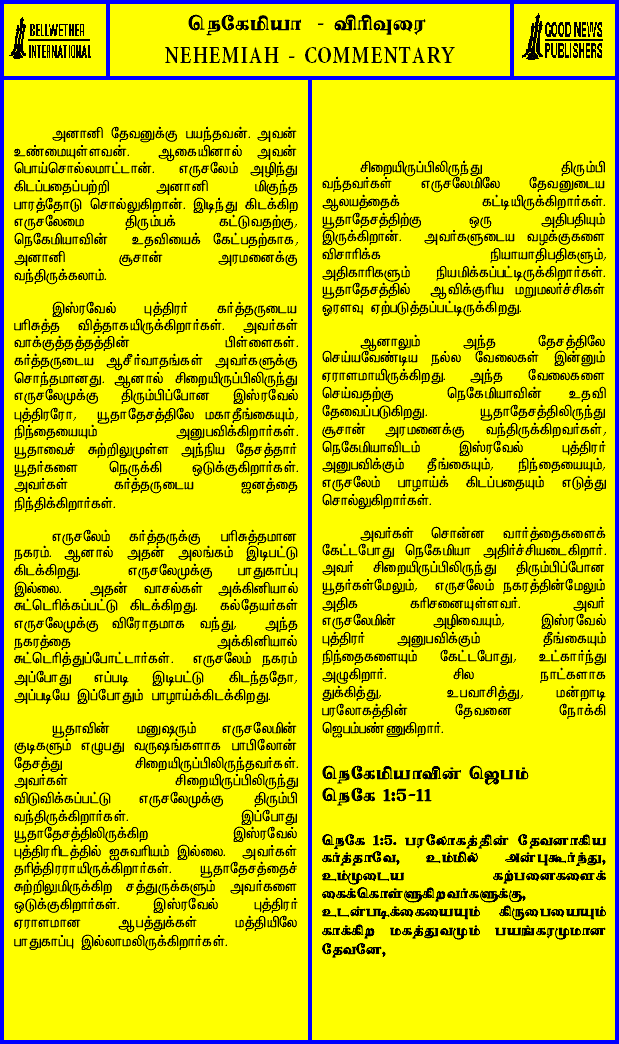 BELLWETHER
INTERNATIONAL
நெகேமியா - விரிவுரை
NEHEMIAH - COMMENTARY
GOOD NEWS
PUBLISHERS
அனானி தேவனுக்கு பயந்தவன். அவன்
உண்மையுள்ளவன். ஆகையினால் அவன்
பொய்சொல்லமாட்டான். எருசலேம் அழிந்து
கிடப்பதைப்பற்றி அனானி மிகுந்த
பாரத்தோடு சொல்லுகிறான். இடிந்து கிடக்கிற
எருசலேமை திரும்பக் கட்டுவதற்கு,
நெகேமியாவின் உதவியைக் கேட்பதற்காக,
அனானி சூசான் அரமனைக்கு
வந்திருக்கலாம்.
இஸ்ரவேல் புத்திரர் கர்த்தருடைய
பரிசுத்த வித்தாகயிருக்கிறார்கள். அவர்கள்
வாக்குத்தத்தத்தின் பிள்ளைகள்.
கர்த்தருடைய ஆசீர்வாதங்கள் அவர்களுக்கு
சொந்தமானது. ஆனால் சிறையிருப்பிலிருந்து
எருசலேமுக்கு திரும்பிப்போன இஸ்ரவேல்
புத்திரரோ, யூதாதேசத்திலே மகாதீங்கையும்,
நிந்தையையும் அனுபவிக்கிறார்கள்.
யூதாவைச் சுற்றிலுமுள்ள அந்நிய தேசத்தார்
யூதர்களை நெருக்கி ஒடுக்குகிறார்கள்.
அவர்கள் கர்த்தருடைய ஜனத்தை
நிந்திக்கிறார்கள்.
எருசலேம் கர்த்தருக்கு பரிசுத்தமான
நகரம். ஆனால் அதன் அலங்கம் இடிபட்டு
கிடக்கிறது. எருசலேமுக்கு பாதுகாப்பு
இல்லை. அதன் வாசல்கள் அக்கினியால்
சுட்டெரிக்கப்பட்டு கிடக்கிறது. கல்தேயர்கள்
எருசலேமுக்கு விரோதமாக வந்து, அந்த
நகரத்தை அக்கினியால்
சுட்டெரித்துப்போட்டார்கள். எருசலேம் நகரம்
அப்போது எப்படி இடிபட்டு கிடந்ததோ,
அப்படியே இப்போதும் பாழாய்க்கிடக்கிறது.
யூதாவின் மனுஷரும் எருசலேமின்
குடிகளும் எழுபது வருஷங்களாக பாபிலோன்
தேசத்து சிறையிருப்பிலிருந்தவர்கள்.
அவர்கள் சிறையிருப்பிலிருந்து
விடுவிக்கப்பட்டு எருசலேமுக்கு திரும்பி
வந்திருக்கிறார்கள். இப்போது
யூதாதேசத்திலிருக்கிற இஸ்ரவேல்
புத்திரரிடத்தில் ஐசுவரியம் இல்லை. அவர்கள்
தரித்திரராயிருக்கிறார்கள். யூதாதேசத்தைச்
சுற்றிலுமிருக்கிற சத்துருக்களும் அவர்களை
ஒடுக்குகிறார்கள். இஸ்ரவேல் புத்திரர்
ஏராளமான ஆபத்துக்கள் மத்தியிலே
பாதுகாப்பு இல்லாமலிருக்கிறார்கள்.
சிறையிருப்பிலிருந்து திரும்பி
வந்தவர்கள் எருசலேமிலே தேவனுடைய
ஆலயத்தைக் கட்டியிருக்கிறார்கள்.
யூதாதேசத்திற்கு ஒரு அதிபதியும்
இருக்கிறான். அவர்களுடைய வழக்குகளை
விசாரிக்க நியாயாதிபதிகளும்,
அதிகாரிகளும் நியமிக்கப்பட்டிருக்கிறார்கள்.
யூதாதேசத்தில் ஆவிக்குரிய மறுமலர்ச்சிகள்
ஓரளவு ஏற்படுத்தப்பட்டிருக்கிறது.
ஆனாலும் அந்த தேசத்திலே
செய்யவேண்டிய நல்ல வேலைகள் இன்னும்
ஏராளமாயிருக்கிறது. அந்த வேலைகளை
செய்வதற்கு நெகேமியாவின் உதவி
தேவைப்படுகிறது. யூதாதேசத்திலிருந்து
சூசான் அரமனைக்கு வந்திருக்கிறவர்கள்,
நெகேமியாவிடம் இஸ்ரவேல் புத்திரர்
அனுபவிக்கும் தீங்கையும், நிந்தையையும்,
எருசலேம் பாழாய்க் கிடப்பதையும் எடுத்து
சொல்லுகிறார்கள்.
அவர்கள் சொன்ன வார்த்தைகளைக்
கேட்டபோது நெகேமியா அதிர்ச்சியடைகிறார்.
அவர் சிறையிருப்பிலிருந்து திரும்பிப்போன
யூதர்கள்மேலும், எருசலேம் நகரத்தின்மேலும்
அதிக கரிசனையுள்ளவர். அவர்
எருசலேமின் அழிவையும், இஸ்ரவேல்
புத்திரர் அனுபவிக்கும் தீங்கையும்
நிந்தைகளையும் கேட்டபோது, உட்கார்ந்து
அழுகிறார். சில நாட்களாக
துக்கித்து, உபவாசித்து, மன்றாடி
பரலோகத்தின் தேவனை நோக்கி
ஜெபம்பண்ணுகிறார்.
நெகேமியாவின் ஜெபம்
நெகே 1:5-11
நெகே 1:5. பரலோகத்தின் தேவனாகிய
கர்த்தாவே, உம்மில் அன்புகூர்ந்து,
உம்முடைய கற்பனைகளைக்
கைக்கொள்ளுகிறவர்களுக்கு,
உடன்படிக்கையையும் கிருபையையும்
காக்கிற மகத்துவமும் பயங்கரமுமான
தேவனே,